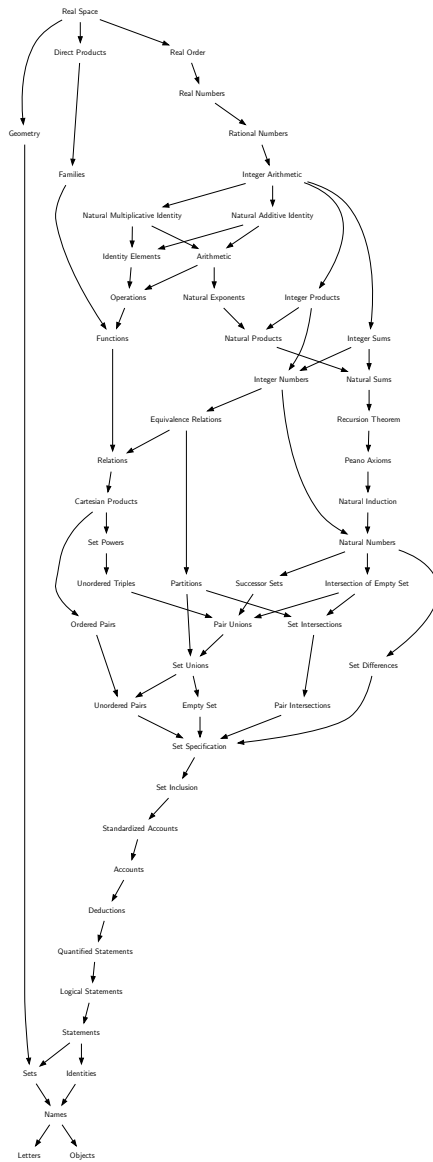 Real Space
Direct Products
Real Order
Real Numbers
Geometry
Rational Numbers
Families
Integer Arithmetic
Natural Multiplicative Identity
Natural Additive Identity
Identity Elements
Arithmetic
Operations
Natural Exponents
Integer Products
Functions
Natural Products
Integer Sums
Integer Numbers
Natural Sums
Equivalence Relations
Recursion Theorem
Relations
Peano Axioms
Cartesian Products
Natural Induction
Set Powers
Natural Numbers
Unordered Triples
Partitions
Successor Sets
Intersection of Empty Set
Ordered Pairs
Pair Unions
Set Intersections
Set Unions
Set Differences
Unordered Pairs
Empty Set
Pair Intersections
Set Specification
Set Inclusion
Standardized Accounts
Accounts
Deductions
Quantified Statements
Logical Statements
Statements
Sets
Identities
Names
Letters
Objects